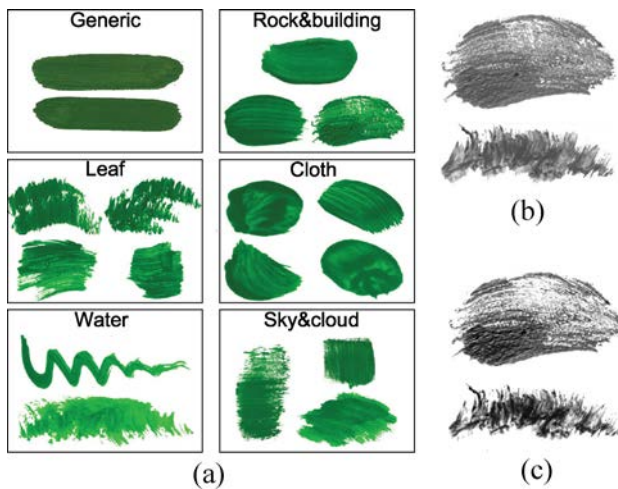 Generic
Rock&building
Leaf
Cloth
Water
Sky&cloud
(a)
(b)
(c)